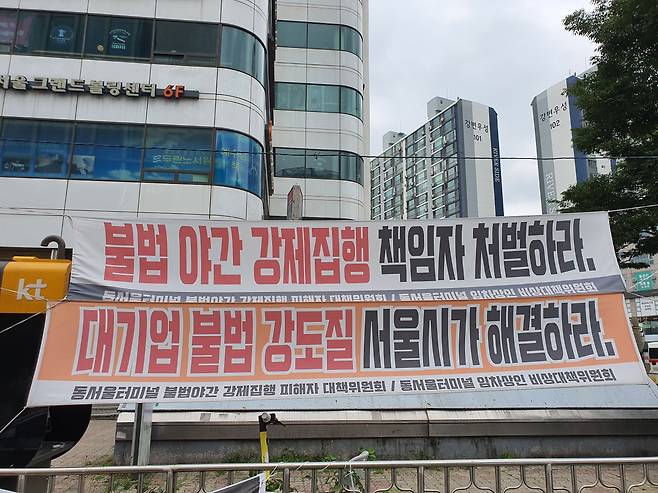 kt
서울그랜드볼링센터 6F
강변우성
101
RIVER SIDE
강변우성
102
RIVER
불법 야간 강제집행 책임자 처벌하라.
동서울터미널 불법야간 강제집행 피해자 대책위원회 / 동서울터미널 임차상인 비상대책위원회
kt
대기업 불법 강도질 서울시가 해결하라.
동서울터미널 불법야간 강제집행 피해자 대책위원회 / 동서울터미널 임차상인 비상대책위원회